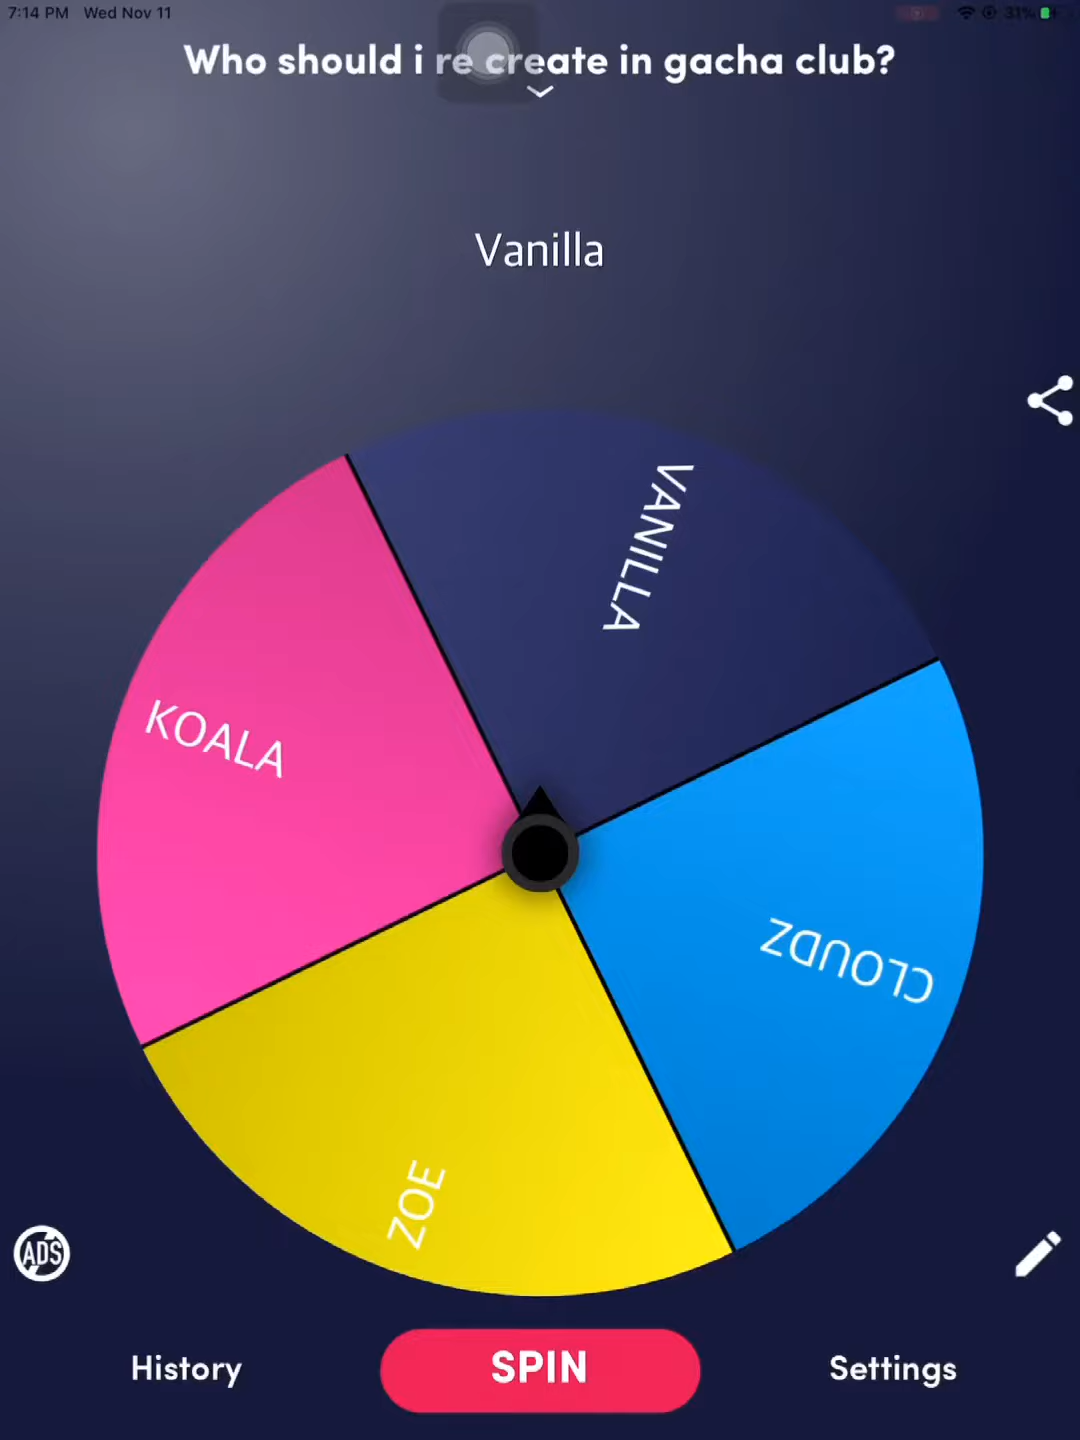 7:14 PM Wed Nov 11
31%
Who should i re create in gacha club?
Vanilla
VANILLA
KOALA
CLOUDZ
ZOE
ADS
History
SPIN
Settings